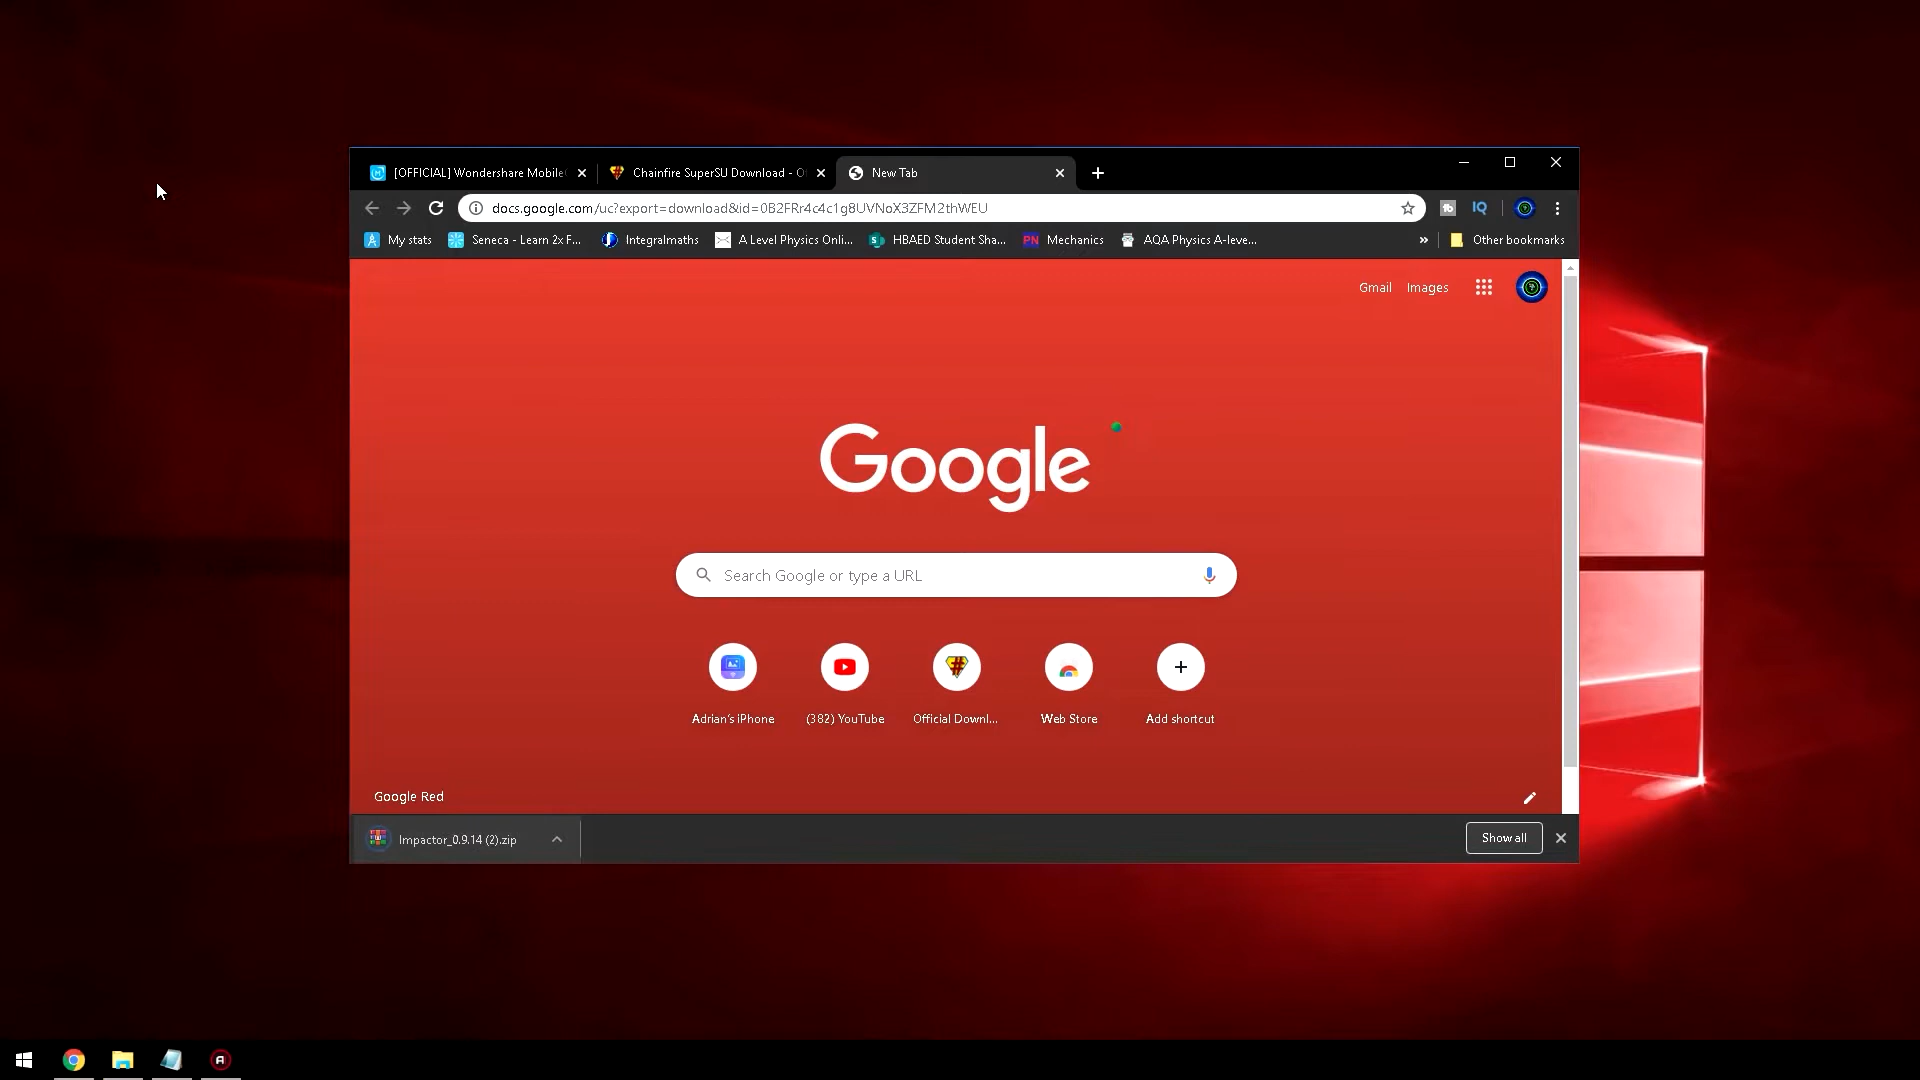 [OFFICIAL] Wondershare Mobile
Chainfire SuperSU Download - O
New Tab
docs.google.com/uc?export=download&id=0B2FRr4c4c1g8UVNoX3ZFM2thWEU
IQ
My stats
Seneca - Learn 2x F...
Integralmaths
A Level Physics Onli...
HBAED Student Sha...
PN Mechanics
AQA Physics A-leve...
»
Other bookmarks
Gmail Images
Google
Search Google or type a URL
Adrian's iPhone
(382) YouTube
Official Downl...
Web Store
Add shortcut
Google Red
Impactor_0.9.14 (2).zip
Show all